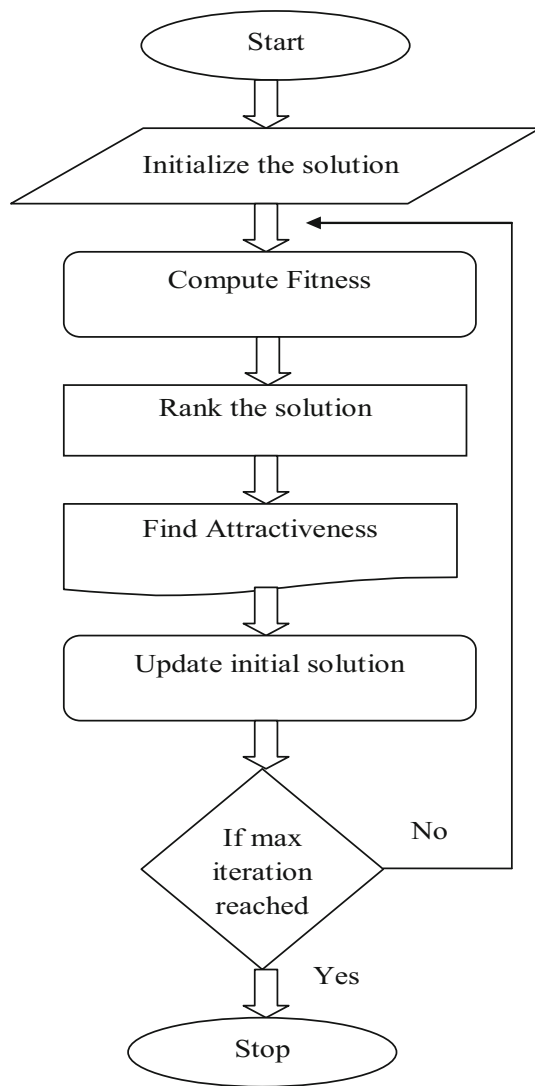 Start
Initialize the solution
Compute Fitness
Rank the solution
Find Attractiveness
Update initial solution
If max
iteration
reached
No
Yes
Stop